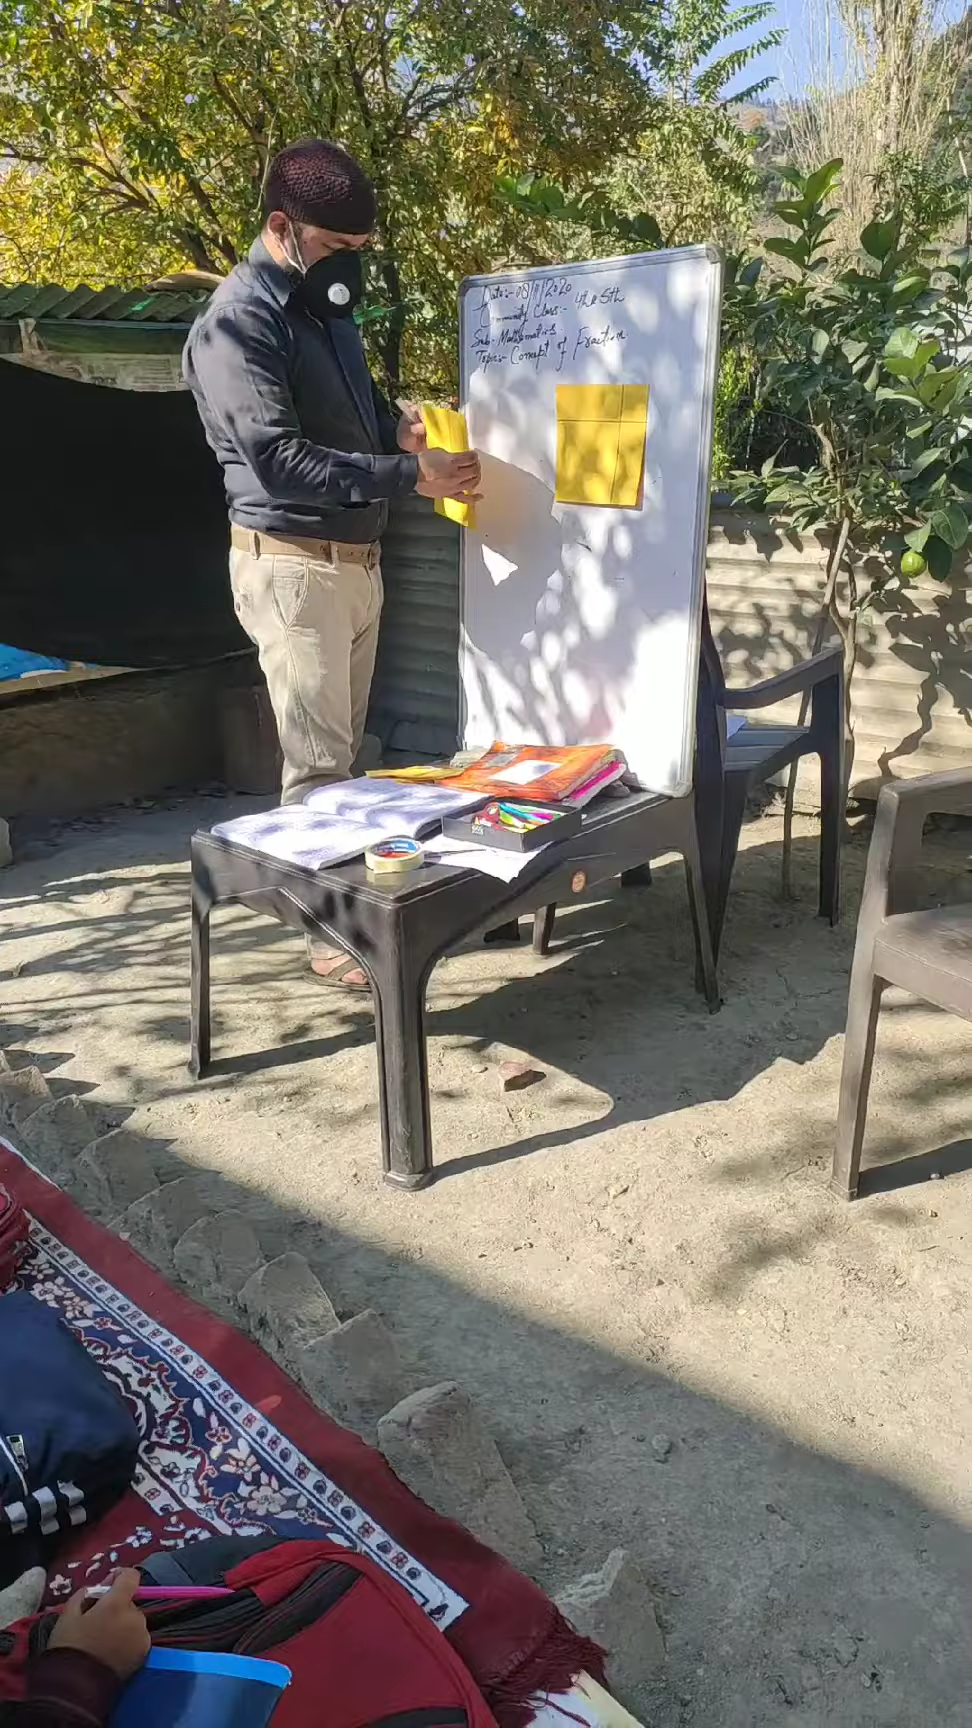 Date:- 08/11/2020
Community Class:- 4th & 5th
Sub:- Mathematics
Topic:- Concept of Fraction